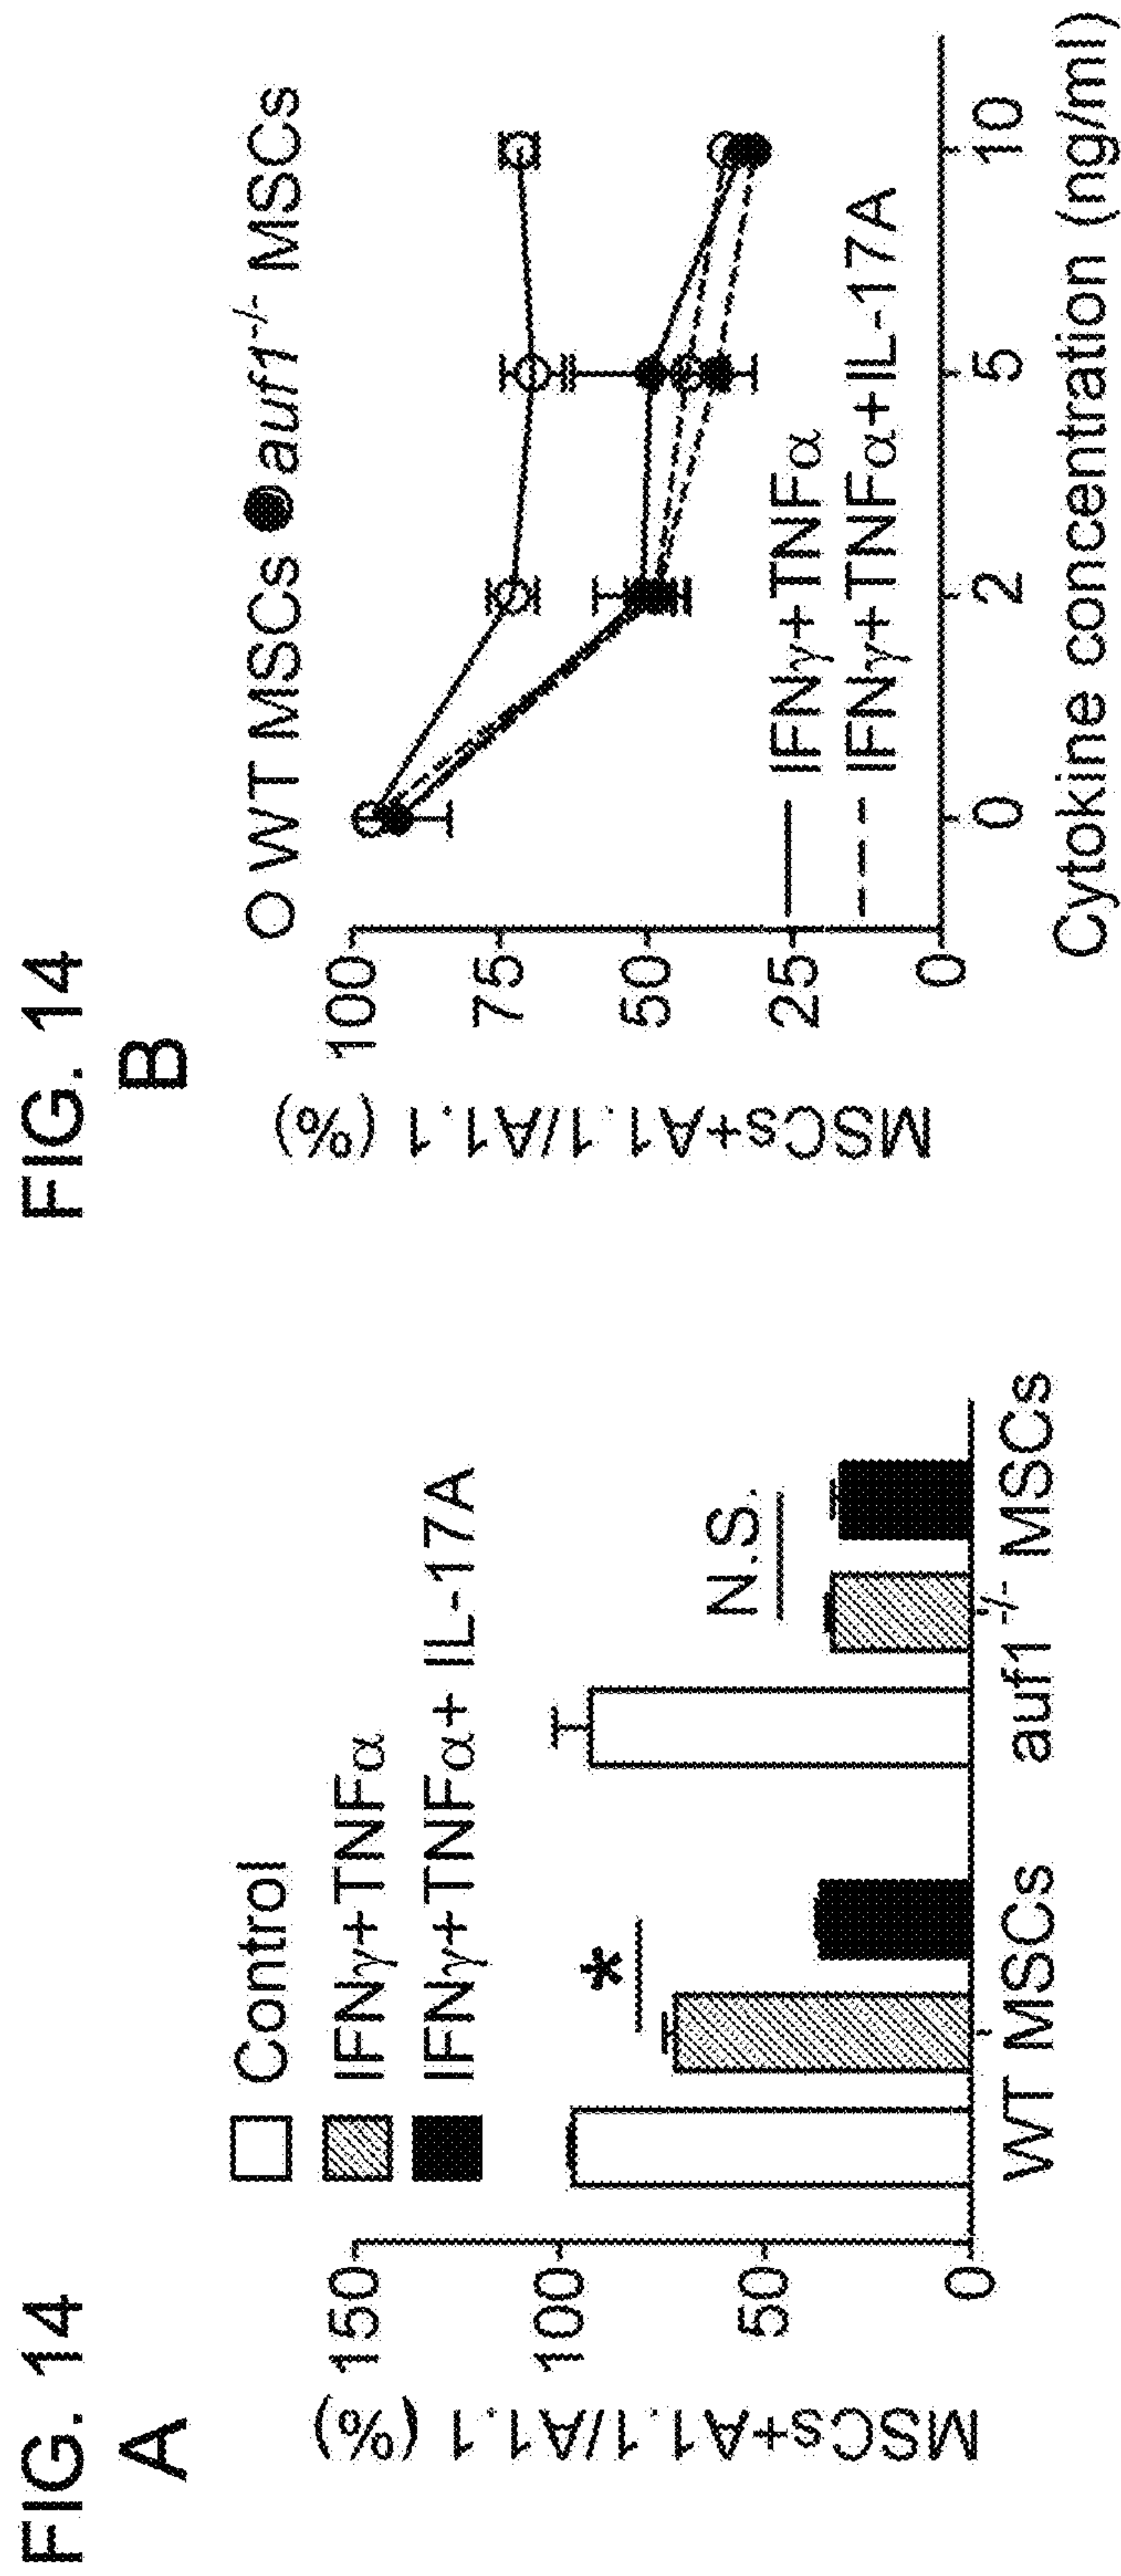 FIG. 14
A
Control
IFNγ+TNFα
IFNγ+TNFα+ IL-17A
MSCs+A1.1/A1.1 (%)
150
100
50
0
*
N.S.
WT MSCs
auf1-/- MSCs
FIG. 14
B
WT MSCs auf1-/- MSCs
MSCs+A1.1/A1.1 (%)
100
75
50
25
0
IFNγ+TNFα
IFNγ+TNFα+IL-17A
0 2 5 10
Cytokine concentration (ng/ml)